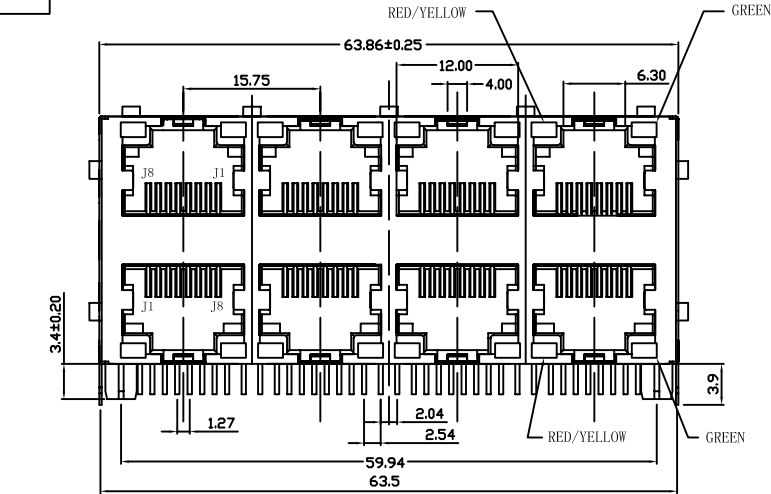 RED/YELLOW
GREEN
63.86±0.25
12.00
15.75
4.00
6.30
J8
J1
J1
J8
3.4±0.20
3.9
1.27
2.04
2.54
RED/YELLOW
GREEN
59.94
63.5